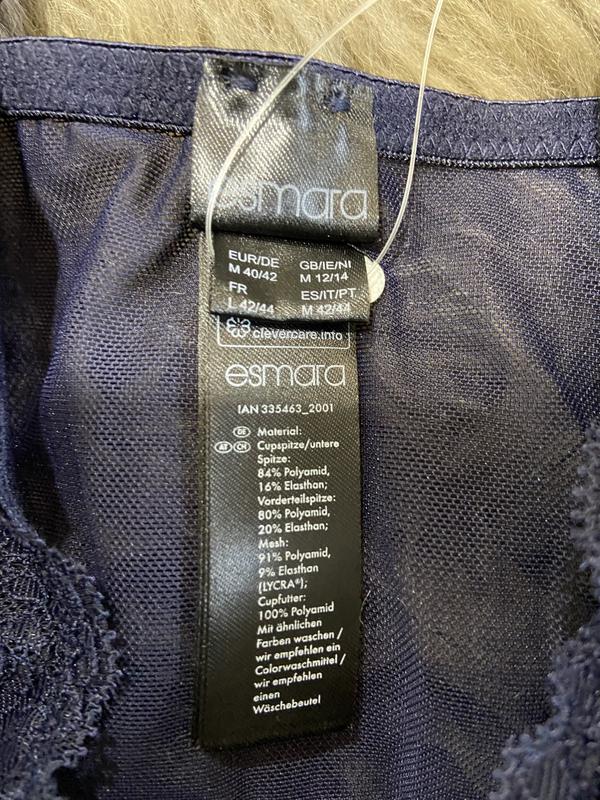 esmara
EUR/DE GB/IE/NI
M 40/42 M 12/14
FR ES/IT/PT
L 42/44 M 42/44
clevercare.info
esmara
IAN 335463_2001
DE Material:
AT CH Cupspitze/untere
Spitze:
84% Polyamid,
16% Elasthan;
Vorderteilspitze:
80% Polyamid,
20% Elasthan;
Mesh:
91% Polyamid,
9% Elasthan
(LYCRA®);
Cupfutter:
100% Polyamid
Mit ähnlichen
Farben waschen /
wir empfehlen ein
Colorwaschmittel /
wir empfehlen
einen
Wäschebeutel